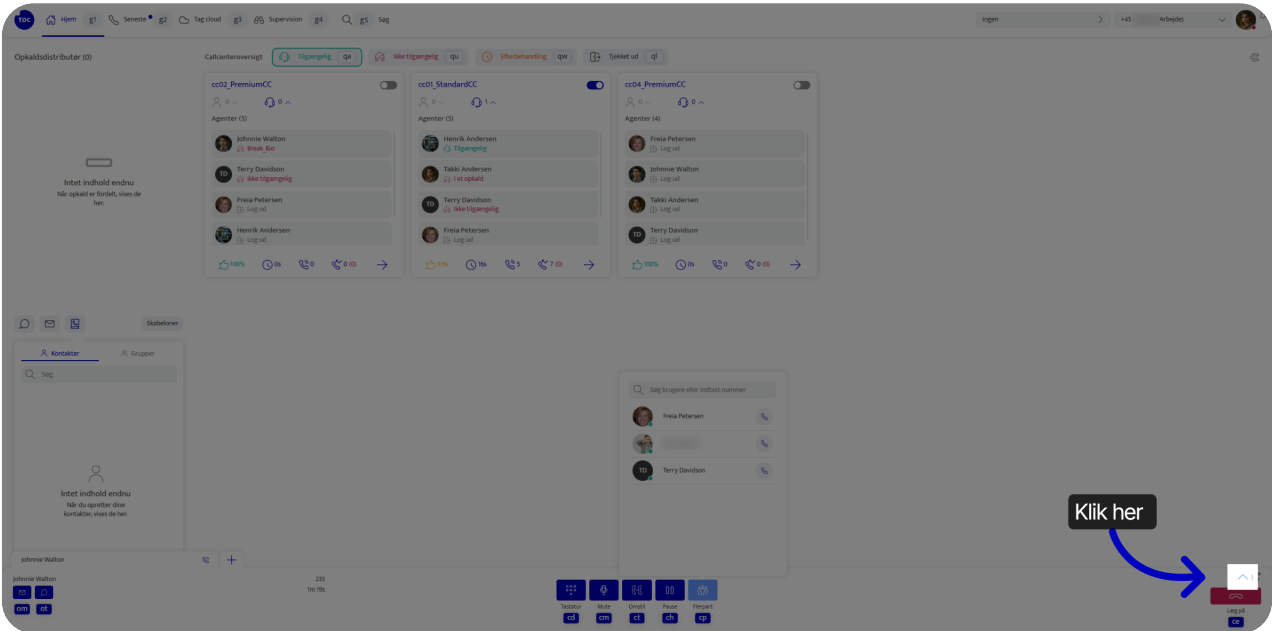 TDC Hjem g1 Seneste g2 Tag cloud g3 Supervision g4 g5 Søg Ingen +45 Arbejde)
Opkaldsdistributør (0) Callcenteroversigt Tilgængelig qa Ikke tilgængelig qu Efterbehandling qw Tjekket ud ql
cc02_PremiumCC cc01_StandardCC cc04_PremiumCC
0 0 0 1 0 0
Agenter (5) Agenter (5) Agenter (4)
Johnnie Walton Henrik Andersen Freia Petersen
Break_Bio Tilgængelig Log ud
TD Terry Davidson Takki Andersen Johnnie Walton
Ikke tilgængelig I et opkald Log ud
Freia Petersen TD Terry Davidson Takki Andersen
Log ud Ikke tilgængelig Log ud
Henrik Andersen Freia Petersen TD Terry Davidson
Log ud Log ud Log ud
100% 0s 0 0 (0) 16s 5 7 (0) 100% 0s 0 0 (0)
Intet indhold endnu
Når opkald er fordelt, vises de
her.
Skabeloner
Kontakter Grupper
Søg
Intet indhold endnu
Når du opretter dine
kontakter, vises de her.
Søg brugere eller indtast nummer
Freia Petersen
TD Terry Davidson
Klik her
Johnnie Walton
Johnnie Walton 235
1m 19s
1
om ot
Tastatur Mute Omstil Pause Flerpart Læg på
cd cm ct ch cp ce